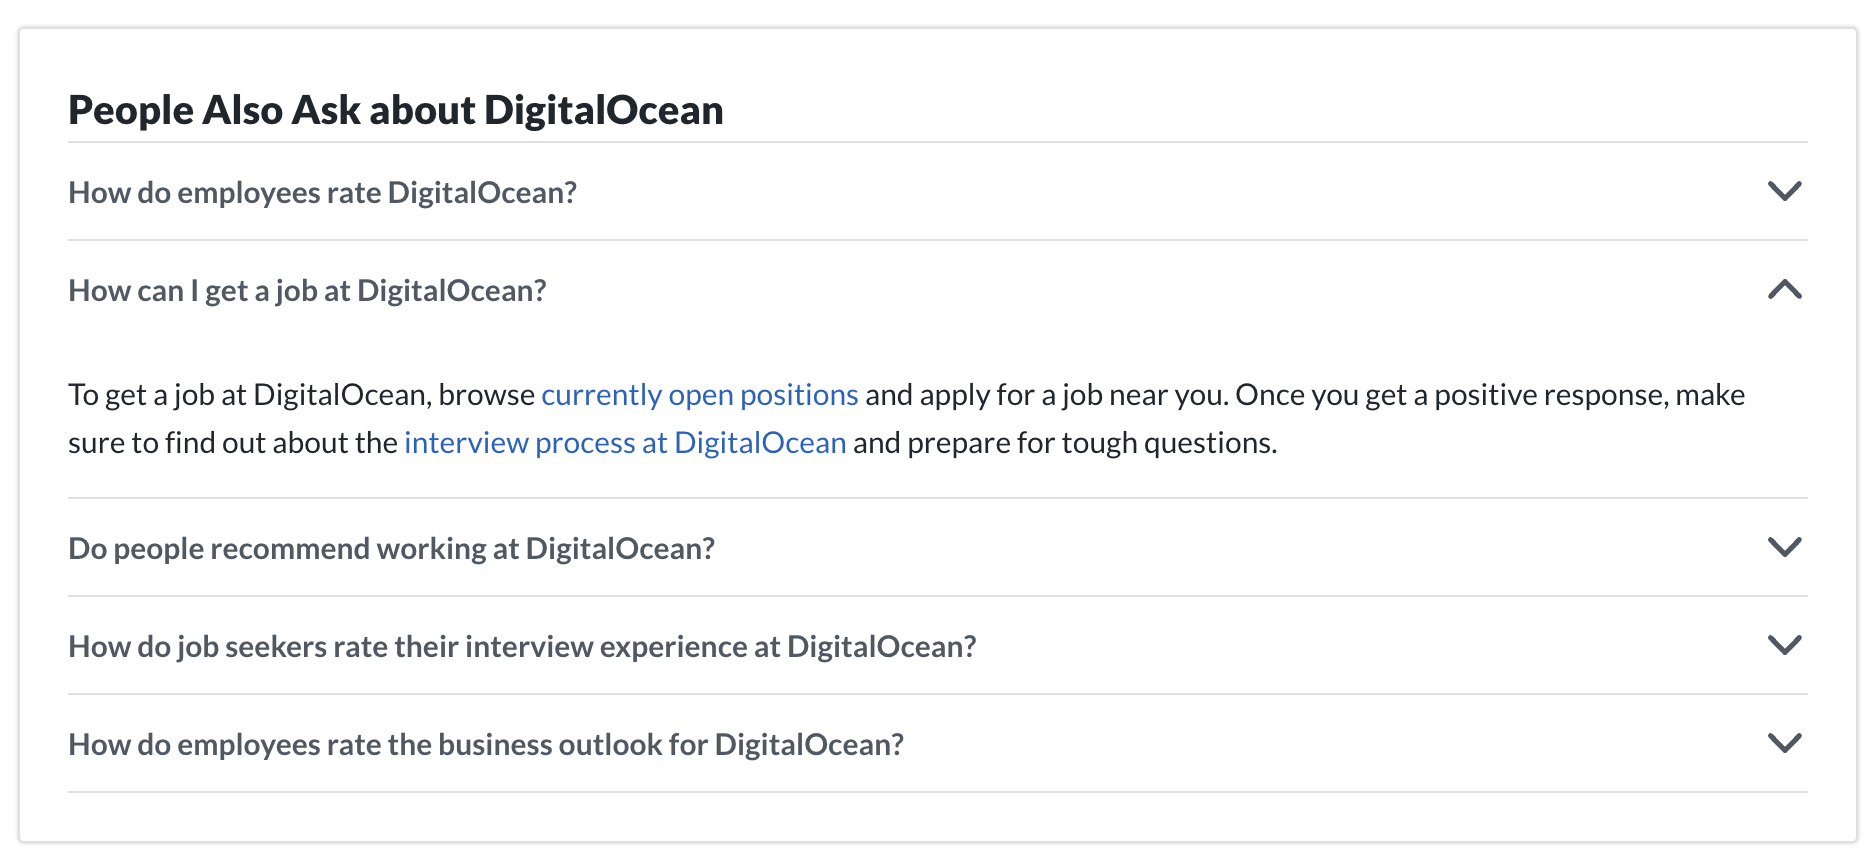 People Also Ask about DigitalOcean
How do employees rate DigitalOcean?
How can I get a job at DigitalOcean?
To get a job at DigitalOcean, browse currently open positions and apply for a job near you. Once you get a positive response, make
sure to find out about the interview process at DigitalOcean and prepare for tough questions.
Do people recommend working at DigitalOcean?
How do job seekers rate their interview experience at DigitalOcean?
How do employees rate the business outlook for DigitalOcean?